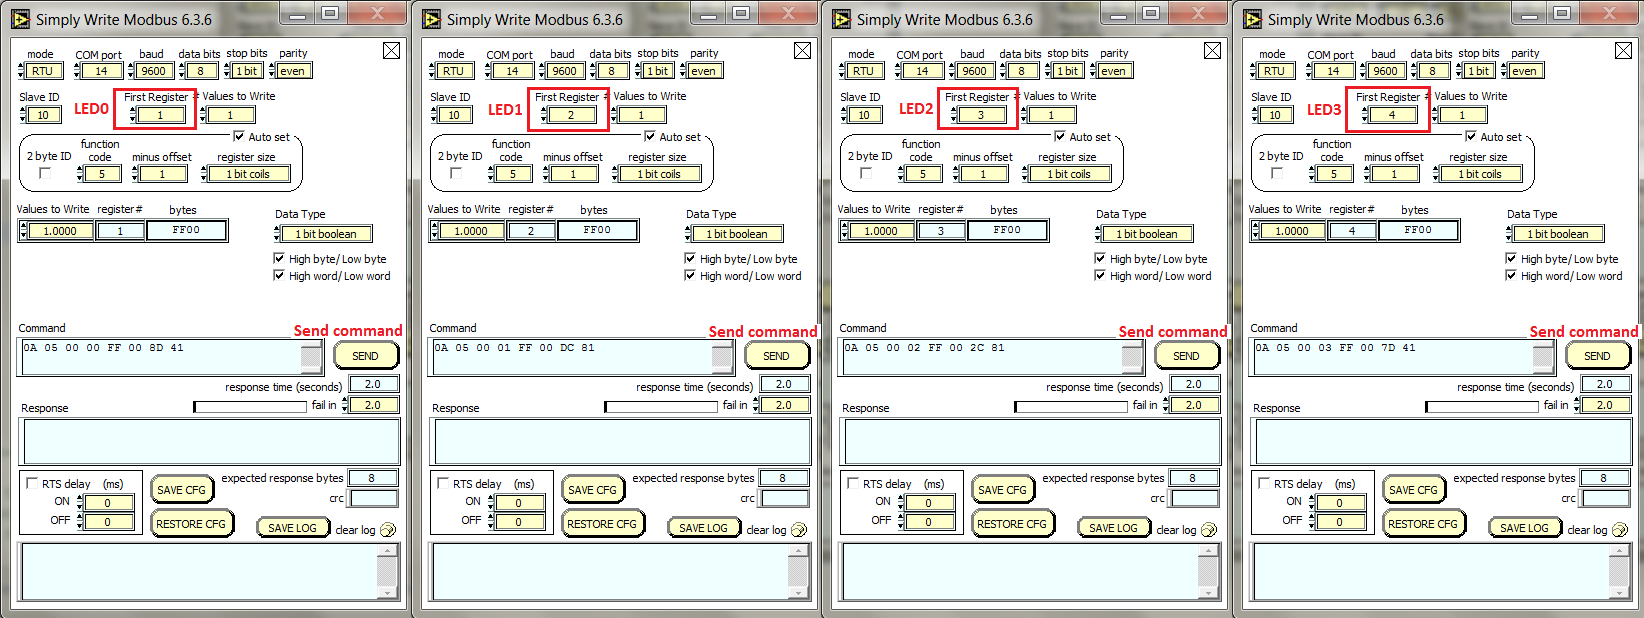 Simply Write Modbus 6.3.6
mode COM port baud data bits stop bits parity
RTU 14 9600 8 1 bit even
Slave ID LED0 First Register # Values to Write
10 1 1
Auto set
2 byte ID function code minus offset register size
5 1 1 bit coils
Values to Write register# bytes
1.0000 1 FF00
Data Type
1 bit boolean
High byte/ Low byte
High word/ Low word
Command Send command
0A 05 00 00 FF 00 8D 41
SEND
response time (seconds) 2.0
Response fail in 2.0
RTS delay (ms) SAVE CFG expected response bytes 8
ON 0 crc
OFF 0 RESTORE CFG SAVE LOG clear log
Simply Write Modbus 6.3.6
mode COM port baud data bits stop bits parity
RTU 14 9600 8 1 bit even
Slave ID LED1 First Register # Values to Write
10 2 1
Auto set
2 byte ID function code minus offset register size
5 1 1 bit coils
Values to Write register# bytes
1.0000 2 FF00
Data Type
1 bit boolean
High byte/ Low byte
High word/ Low word
Command Send command
0A 05 00 01 FF 00 DC 81
SEND
response time (seconds) 2.0
Response fail in 2.0
RTS delay (ms) SAVE CFG expected response bytes 8
ON 0 crc
OFF 0 RESTORE CFG SAVE LOG clear log
Simply Write Modbus 6.3.6
mode COM port baud data bits stop bits parity
RTU 14 9600 8 1 bit even
Slave ID LED2 First Register # Values to Write
10 3 1
Auto set
2 byte ID function code minus offset register size
5 1 1 bit coils
Values to Write register# bytes
1.0000 3 FF00
Data Type
1 bit boolean
High byte/ Low byte
High word/ Low word
Command Send command
0A 05 00 02 FF 00 2C 81
SEND
response time (seconds) 2.0
Response fail in 2.0
RTS delay (ms) SAVE CFG expected response bytes 8
ON 0 crc
OFF 0 RESTORE CFG SAVE LOG clear log
Simply Write Modbus 6.3.6
mode COM port baud data bits stop bits parity
RTU 14 9600 8 1 bit even
Slave ID LED3 First Register # Values to Write
10 4 1
Auto set
2 byte ID function code minus offset register size
5 1 1 bit coils
Values to Write register# bytes
1.0000 4 FF00
Data Type
1 bit boolean
High byte/ Low byte
High word/ Low word
Command Send command
0A 05 00 03 FF 00 7D 41
SEND
response time (seconds) 2.0
Response fail in 2.0
RTS delay (ms) SAVE CFG expected response bytes 8
ON 0 crc
OFF 0 RESTORE CFG SAVE LOG clear log